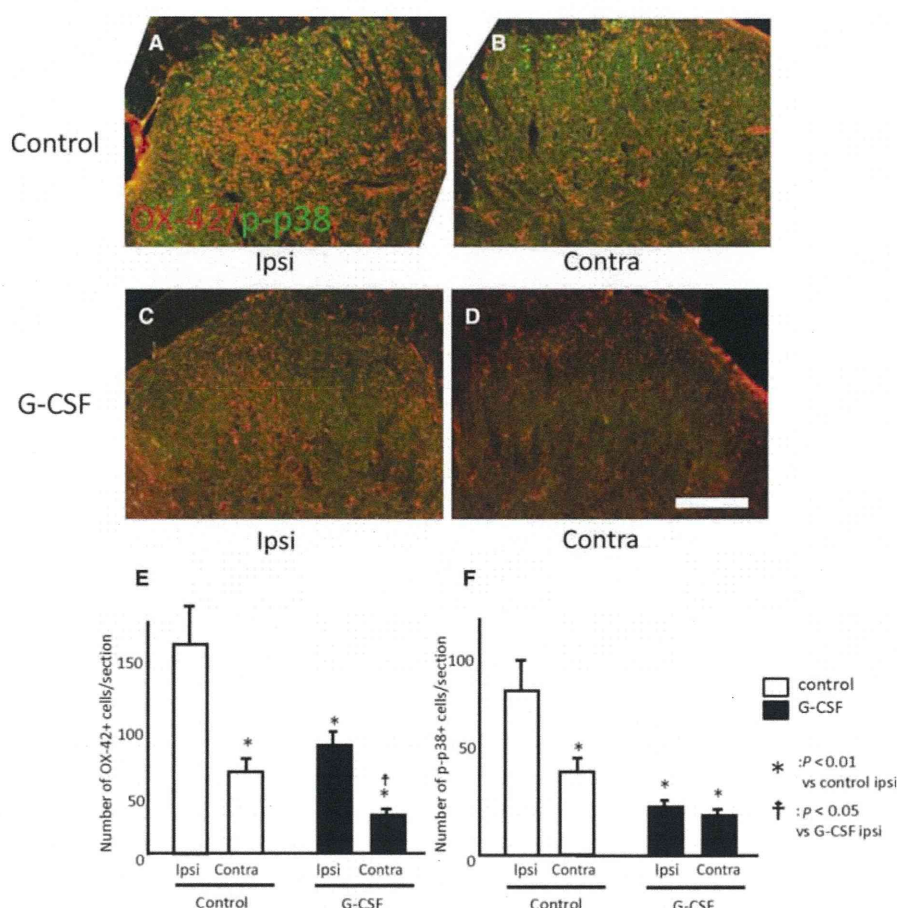 A
B
Control
OX-42/p-p38
Ipsi
Contra
C
D
G-CSF
Ipsi
Contra
E
Number of OX-42+ cells/section
150
100
50
0
*
*
†
*
Ipsi Contra
Ipsi Contra
Control
G-CSF
F
Number of p-p38+ cells/section
100
50
0
*
*
*
Ipsi Contra
Ipsi Contra
Control
G-CSF
control
G-CSF
* :P < 0.01
vs control ipsi
† : p < 0.05
vs G-CSF ipsi